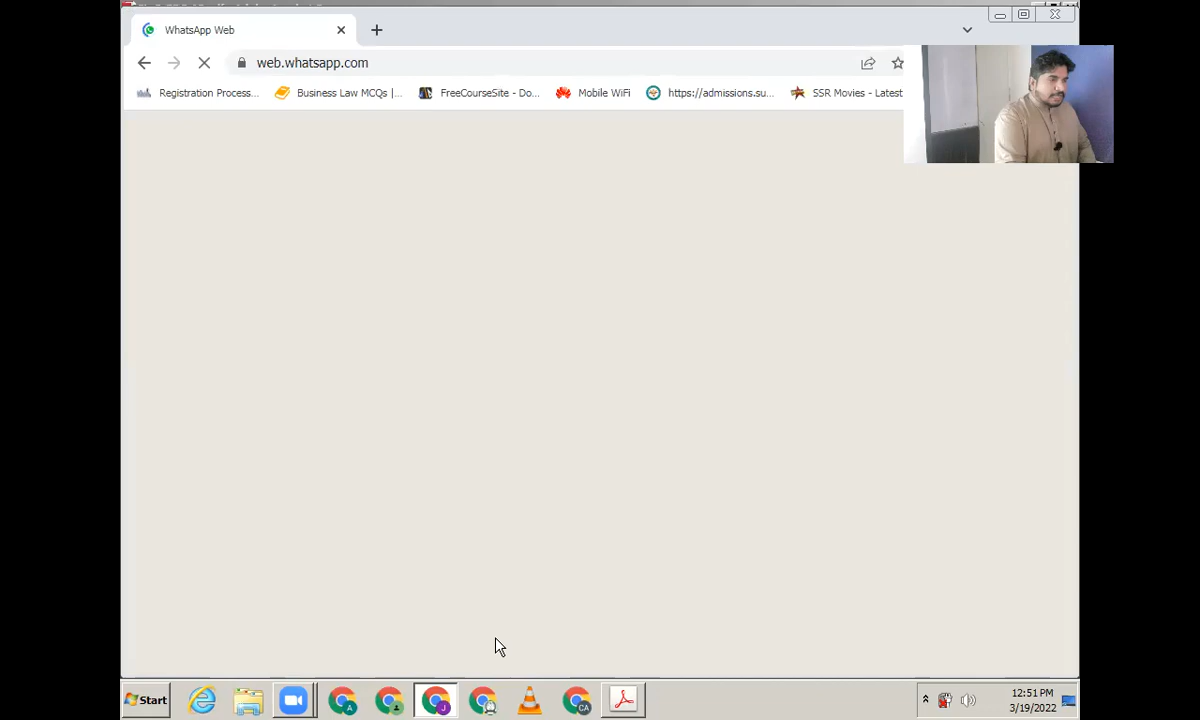 WhatsApp Web
web.whatsapp.com
Registration Process...
Business Law MCQs |...
FreeCourseSite - Do...
Mobile WiFi
https://admissions.su...
SSR Movies - Latest
Start
A
J
CA
12:51 PM
3/19/2022